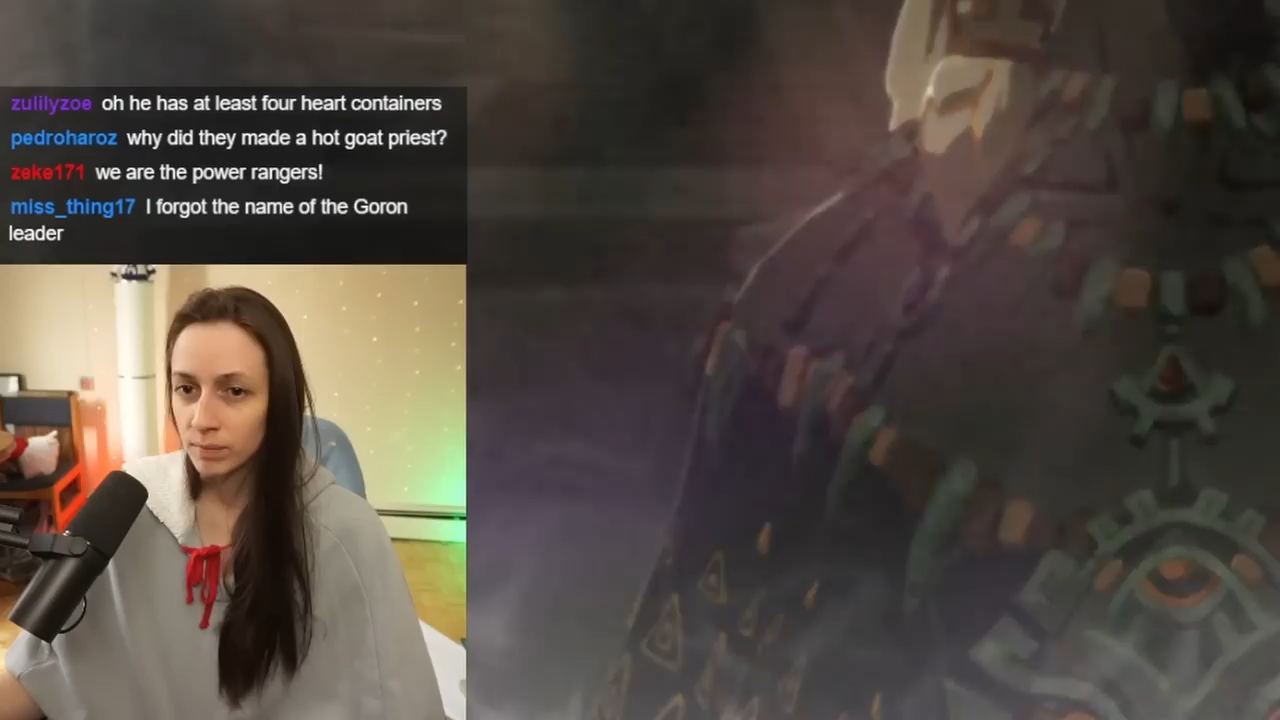 zulilyzoe oh he has at least four heart containers
pedroharoz why did they made a hot goat priest?
zeke171 we are the power rangers!
miss_thing17 I forgot the name of the Goron
leader